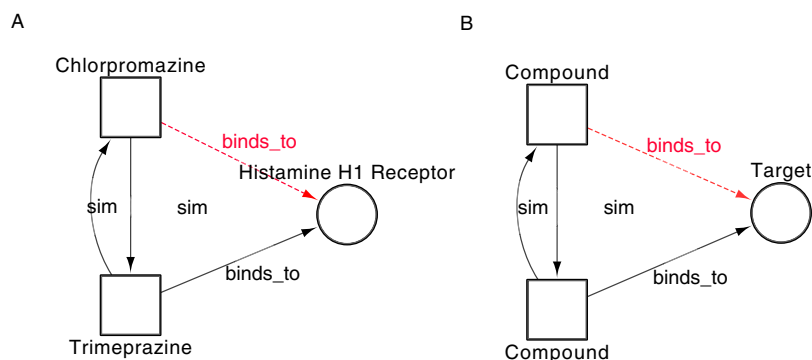 A
Chlorpromazine
binds_to
Histamine H1 Receptor
sim
sim
binds_to
Trimeprazine
B
Compound
binds_to
Target
sim
sim
binds_to
Compound